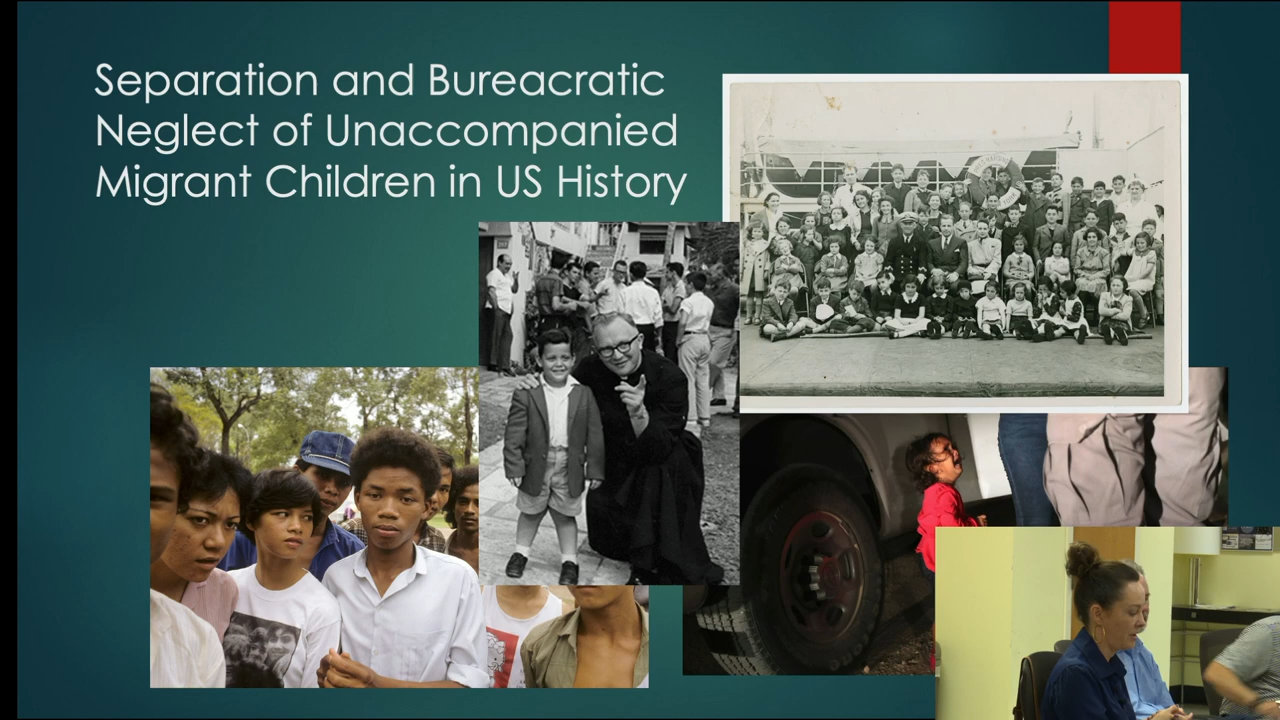 Separation and Bureacratic
Neglect of Unaccompanied
Migrant Children in US History